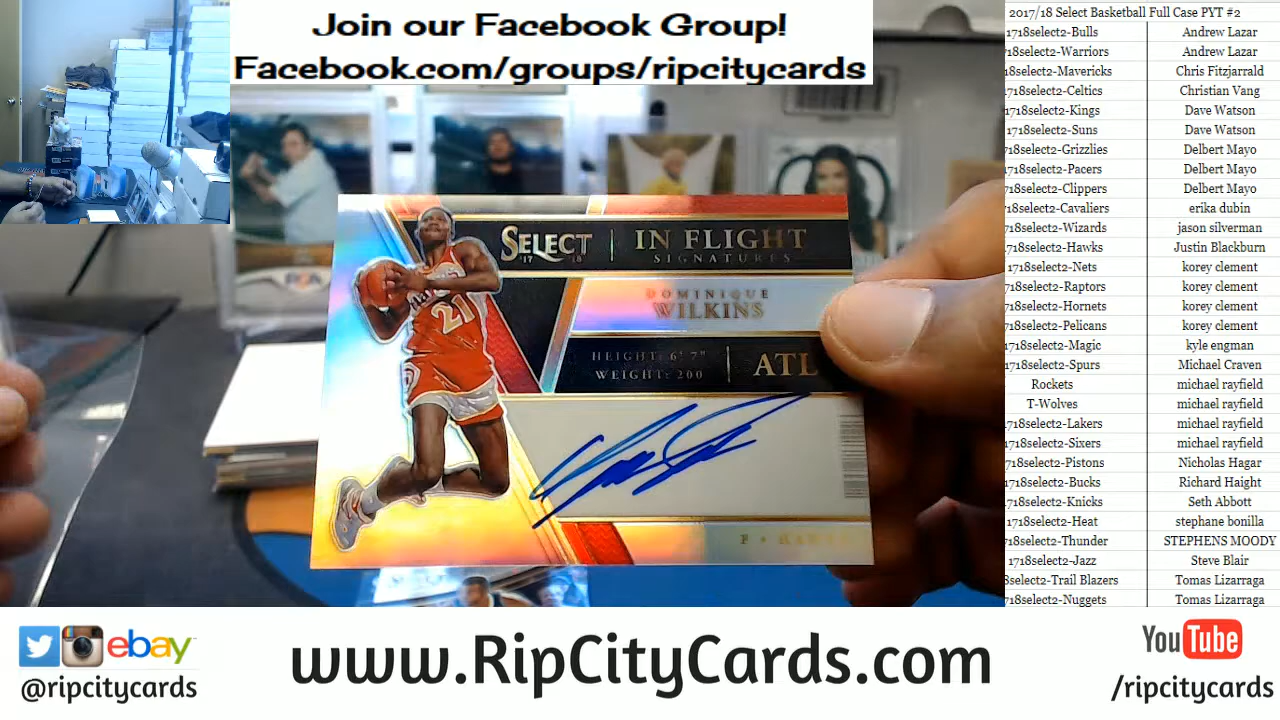 Join our Facebook Group!
Facebook.com/groups/ripcitycards
SELECT
'17 18
IN FLIGHT
SIGNATURES
DOMINIQUE
WILKINS
HEIGHT: 6' 7"
WEIGHT: 200
ATL
21
2017/18 Select Basketball Full Case PYT #2
1718select2-Bulls Andrew Lazar
1718select2-Warriors Andrew Lazar
18select2-Mavericks Chris Fitzjarrald
1718select2-Celtics Christian Vang
1718select2-Kings Dave Watson
1718select2-Suns Dave Watson
718select2-Grizzlies Delbert Mayo
1718select2-Pacers Delbert Mayo
718select2-Clippers Delbert Mayo
18select2-Cavaliers erika dubin
718select2-Wizards jason silverman
718select2-Hawks Justin Blackburn
1718select2-Nets korey clement
718select2-Raptors korey clement
718select2-Hornets korey clement
718select2-Pelicans korey clement
1718select2-Magic kyle engman
1718select2-Spurs Michael Craven
Rockets michael rayfield
T-Wolves michael rayfield
718select2-Lakers michael rayfield
718select2-Sixers michael rayfield
718select2-Pistons Nicholas Hagar
1718select2-Bucks Richard Haight
718select2-Knicks Seth Abbott
1718select2-Heat stephane bonilla
718select2-Thunder STEPHENS MOODY
1718select2-Jazz Steve Blair
8select2-Trail Blazers Tomas Lizarraga
718select2-Nuggets Tomas Lizarraga
ebay
@ripcitycards
www.RipCityCards.com
YouTube
/ripcitycards